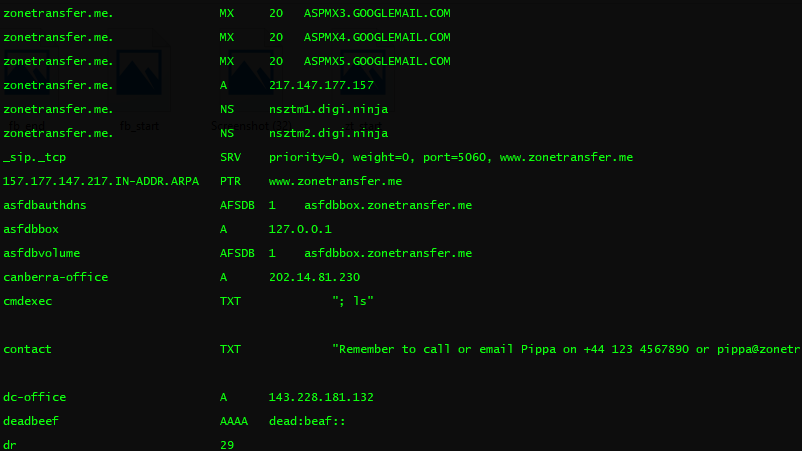 zonetransfer.me. MX 20 ASPMX3.GOOGLEMAIL.COM
zonetransfer.me. MX 20 ASPMX4.GOOGLEMAIL.COM
zonetransfer.me. MX 20 ASPMX5.GOOGLEMAIL.COM
zonetransfer.me. A 217.147.177.157
zonetransfer.me. NS nsztm1.digi.ninja
fb_start
zonetransfer.me. NS nsztm2.digi.ninja
_sip._tcp SRV priority=0, weight=0, port=5060, www.zonetransfer.me
157.177.147.217.IN-ADDR.ARPA PTR www.zonetransfer.me
asfdbauthdns AFSDB 1 asfdbbox.zonetransfer.me
asfdbbox A 127.0.0.1
asfdbvolume AFSDB 1 asfdbbox.zonetransfer.me
canberra-office A 202.14.81.230
cmdexec TXT "; ls"
contact TXT "Remember to call or email Pippa on +44 123 4567890 or pippa@zonetr
dc-office A 143.228.181.132
deadbeef AAAA dead:beaf::
dr 29